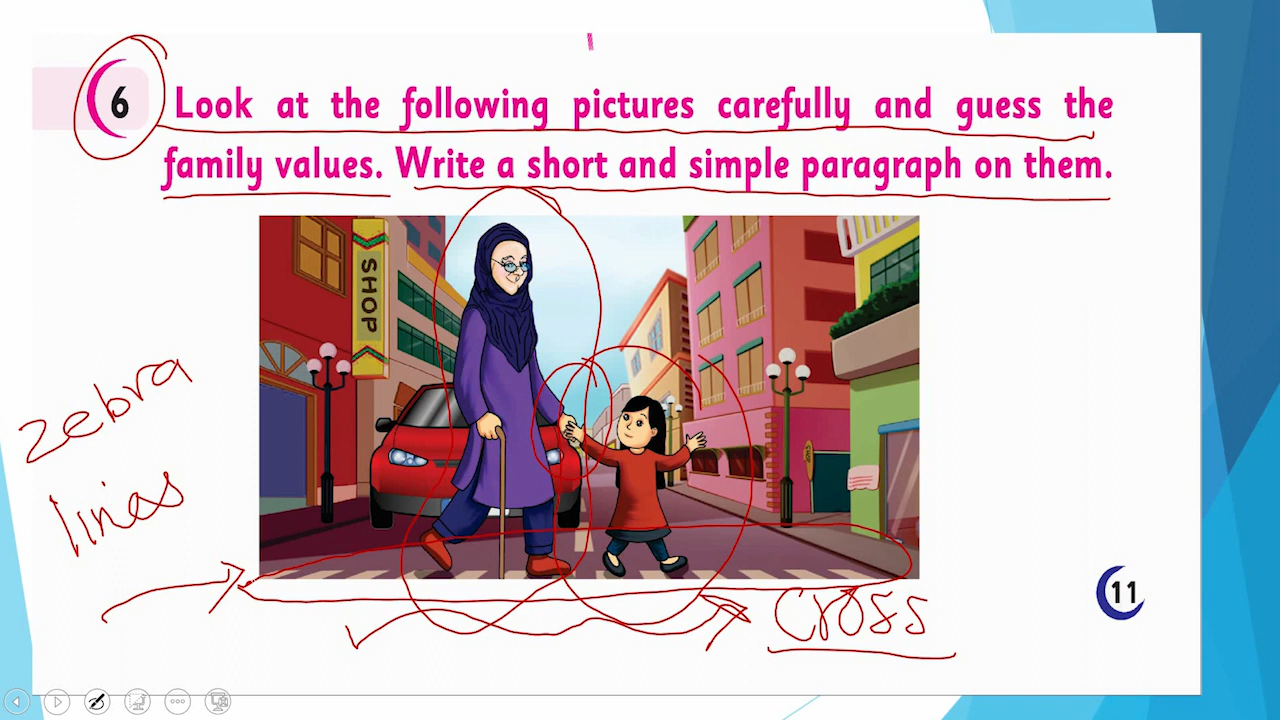 6 Look at the following pictures carefully and guess the
family values. Write a short and simple paragraph on them.
SHOP
zebra
lines
cross
11